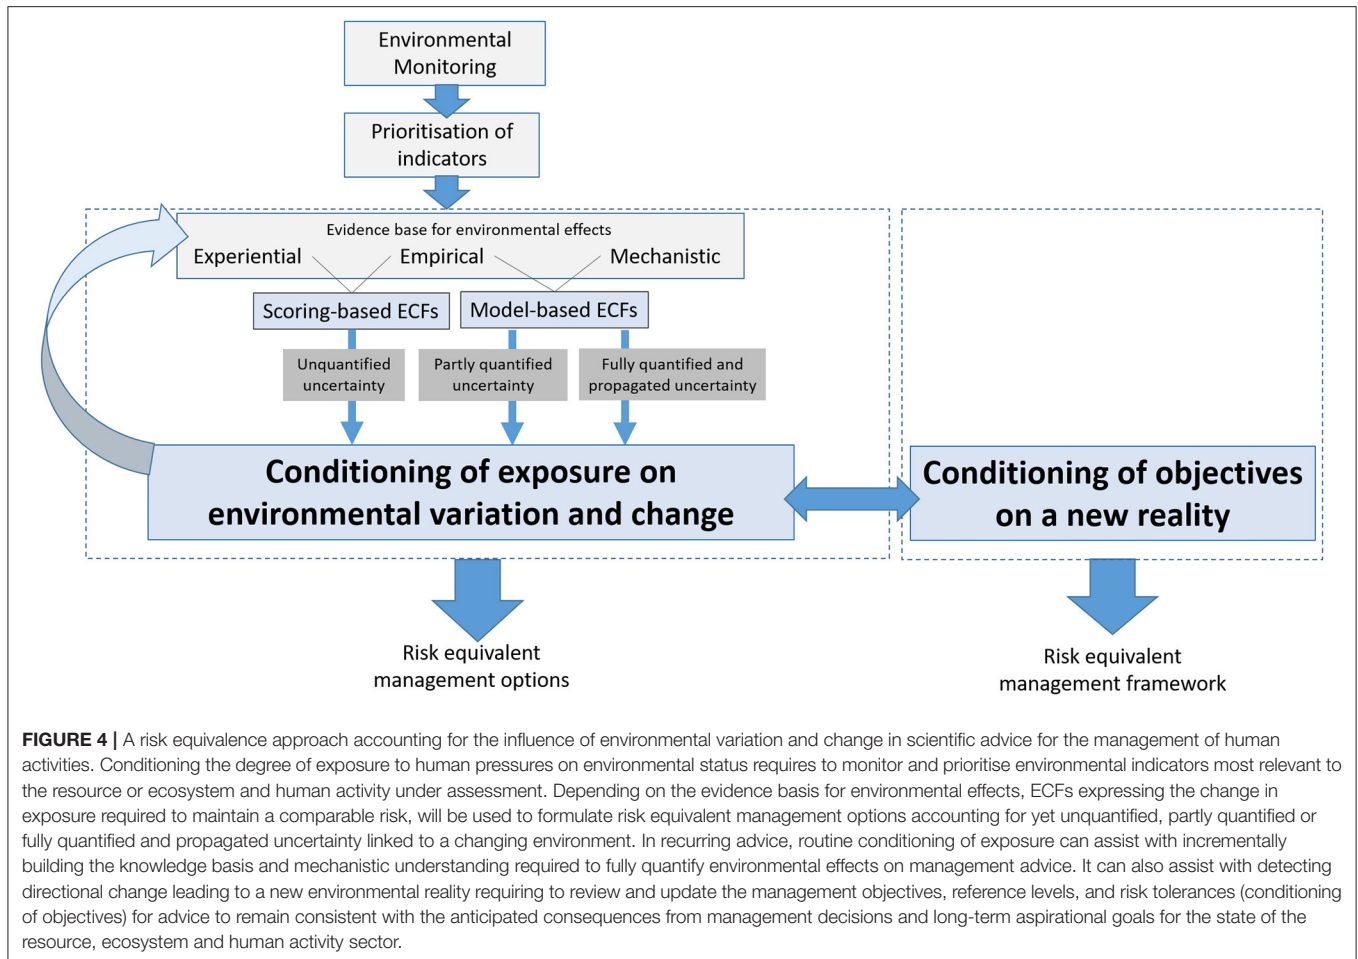 Environmental
Monitoring
Prioritisation of
indicators
Evidence base for environmental effects
Experiential Empirical Mechanistic
Scoring-based ECFs Model-based ECFs
Unquantified
uncertainty
Partly quantified
uncertainty
Fully quantified and
propagated uncertainty
Conditioning of exposure on
environmental variation and change
Conditioning of objectives
on a new reality
Risk equivalent
management options
Risk equivalent
management framework
FIGURE 4 | A risk equivalence approach accounting for the influence of environmental variation and change in scientific advice for the management of human
activities. Conditioning the degree of exposure to human pressures on environmental status requires to monitor and prioritise environmental indicators most relevant to
the resource or ecosystem and human activity under assessment. Depending on the evidence basis for environmental effects, ECFs expressing the change in
exposure required to maintain a comparable risk, will be used to formulate risk equivalent management options accounting for yet unquantified, partly quantified or
fully quantified and propagated uncertainty linked to a changing environment. In recurring advice, routine conditioning of exposure can assist with incrementally
building the knowledge basis and mechanistic understanding required to fully quantify environmental effects on management advice. It can also assist with detecting
directional change leading to a new environmental reality requiring to review and update the management objectives, reference levels, and risk tolerances (conditioning
of objectives) for advice to remain consistent with the anticipated consequences from management decisions and long-term aspirational goals for the state of the
resource, ecosystem and human activity sector.